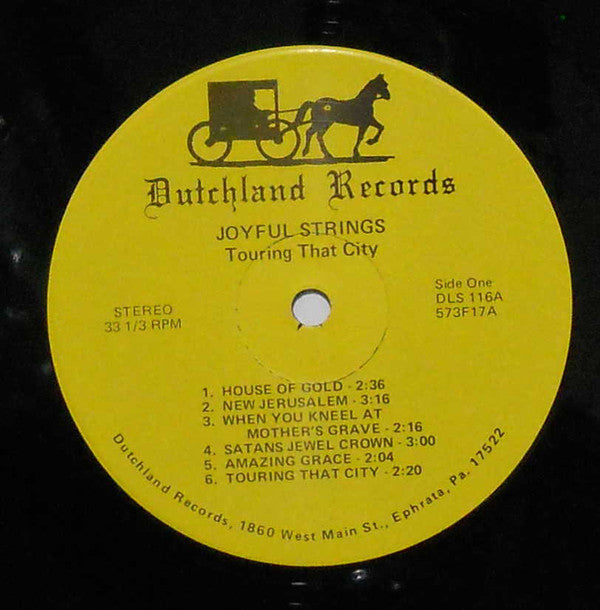 Dutchland Records
JOYFUL STRINGS
Touring That City
STEREO
33 1/3 RPM
Side One
DLS 116A
573F17A
1. HOUSE OF GOLD - 2:36
2. NEW JERUSALEM - 3:16
3. WHEN YOU KNEEL AT
MOTHER'S GRAVE - 2:16
4. SATANS JEWEL CROWN - 3:00
5. AMAZING GRACE - 2:04
6. TOURING THAT CITY - 2:20
Dutchland Records, 1860 West Main St., Ephrata, Pa. 17522